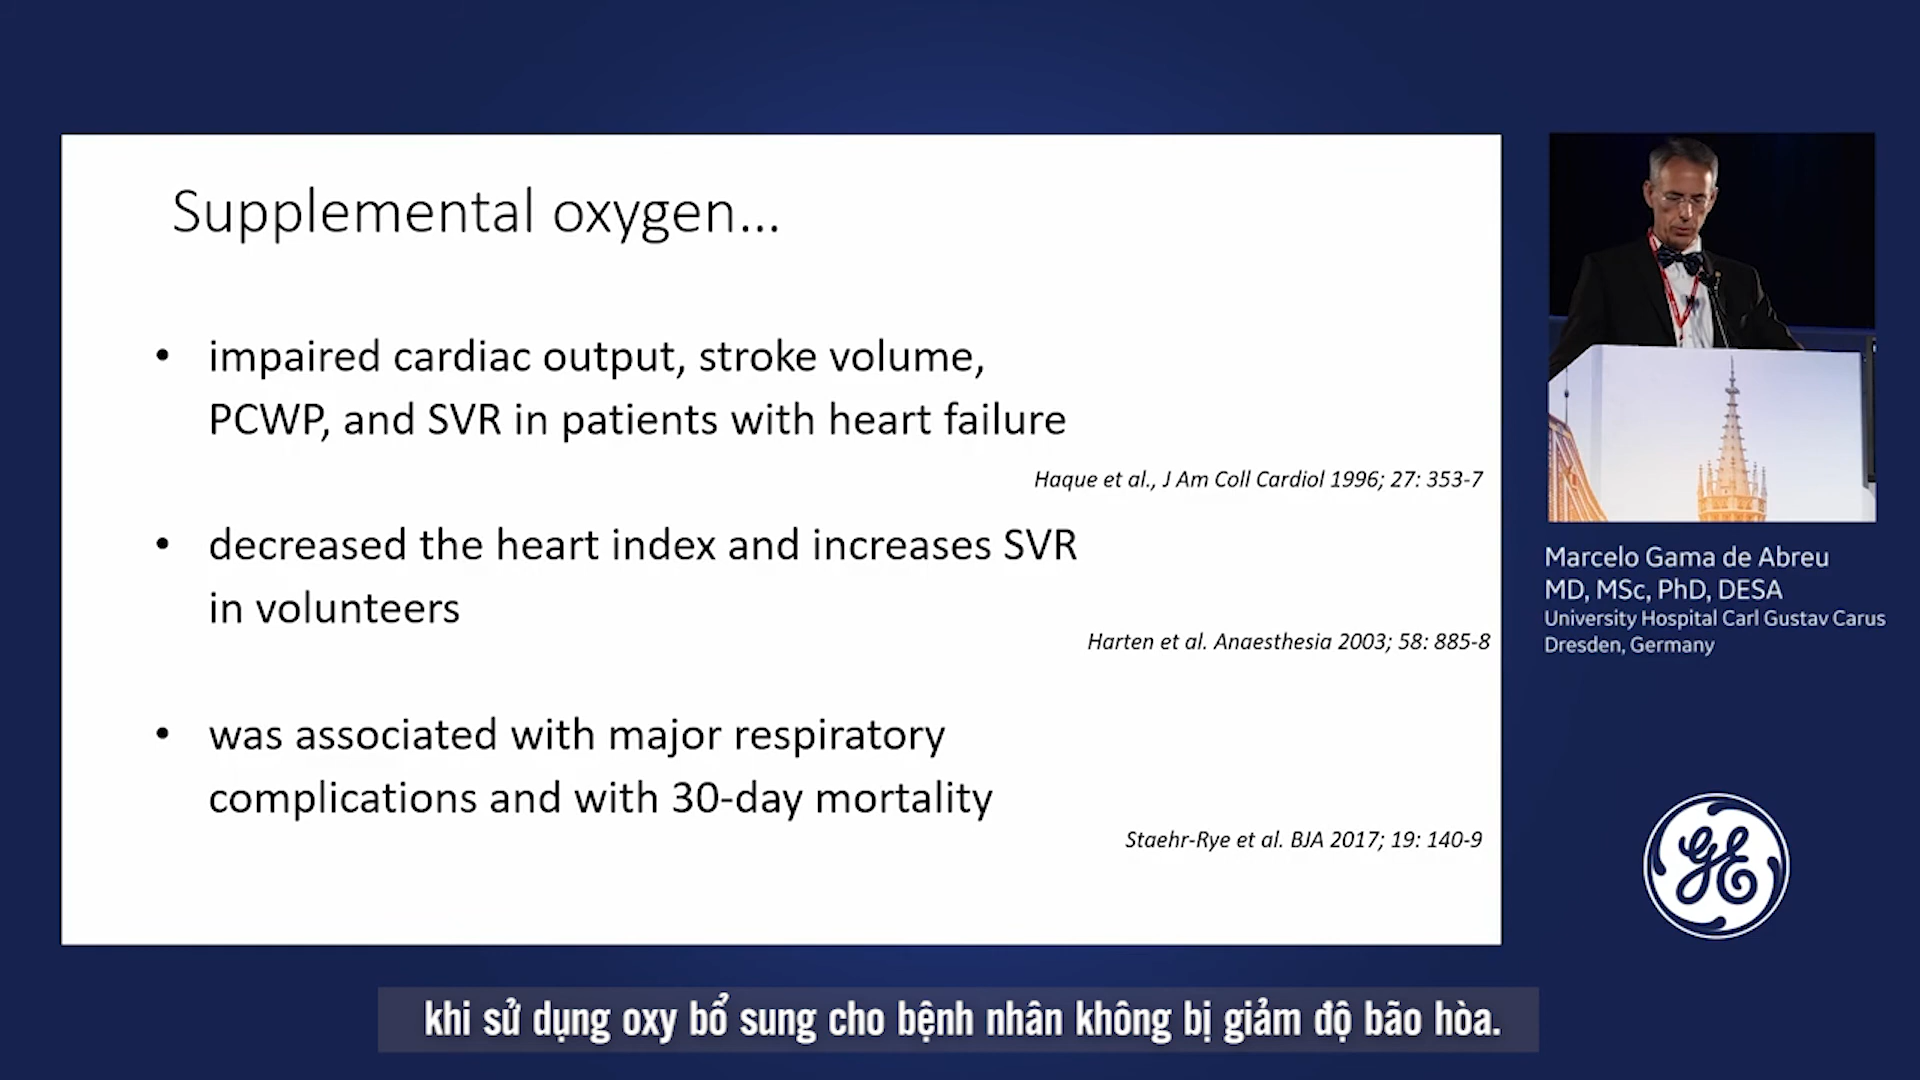 Supplemental oxygen...
• impaired cardiac output, stroke volume,
PCWP, and SVR in patients with heart failure
Haque et al., J Am Coll Cardiol 1996; 27: 353-7
• decreased the heart index and increases SVR
in volunteers
Harten et al. Anaesthesia 2003; 58: 885-8
• was associated with major respiratory
complications and with 30-day mortality
Staehr-Rye et al. BJA 2017; 19: 140-9
Marcelo Gama de Abreu
MD, MSc, PhD, DESA
University Hospital Carl Gustav Carus
Dresden, Germany
GE
khi sử dụng oxy bổ sung cho bệnh nhân không bị giảm độ bão hòa.